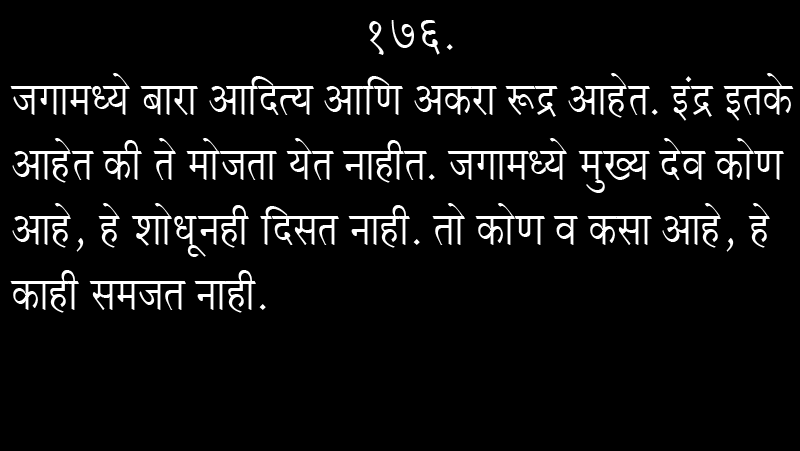 १७६.
जगामध्ये बारा आदित्य आणि अकरा रूद्र आहेत. इंद्र इतके
आहेत की ते मोजता येत नाहीत. जगामध्ये मुख्य देव कोण
आहे, हे शोधूनही दिसत नाही. तो कोण व कसा आहे, हे
काही समजत नाही.